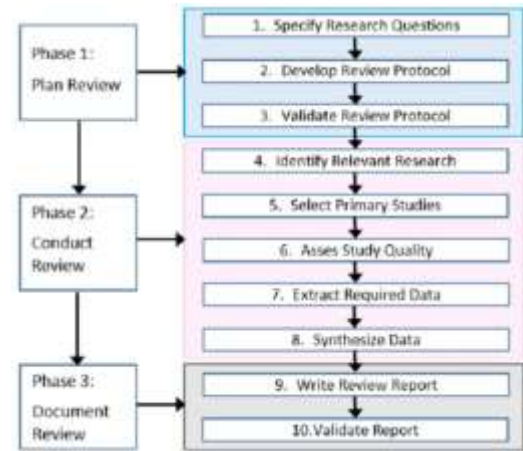 Phase 1:
Plan Review
1. Specify Research Questions
2. Develop Review Protocol
3. Validate Review Protocol
Phase 2:
Conduct
Review
4. Identify Relevant Research
5. Select Primary Studies
6. Asses Study Quality
7. Extract Required Data
8. Synthesize Data
Phase 3:
Document
Review
9. Write Review Report
10.Validate Report